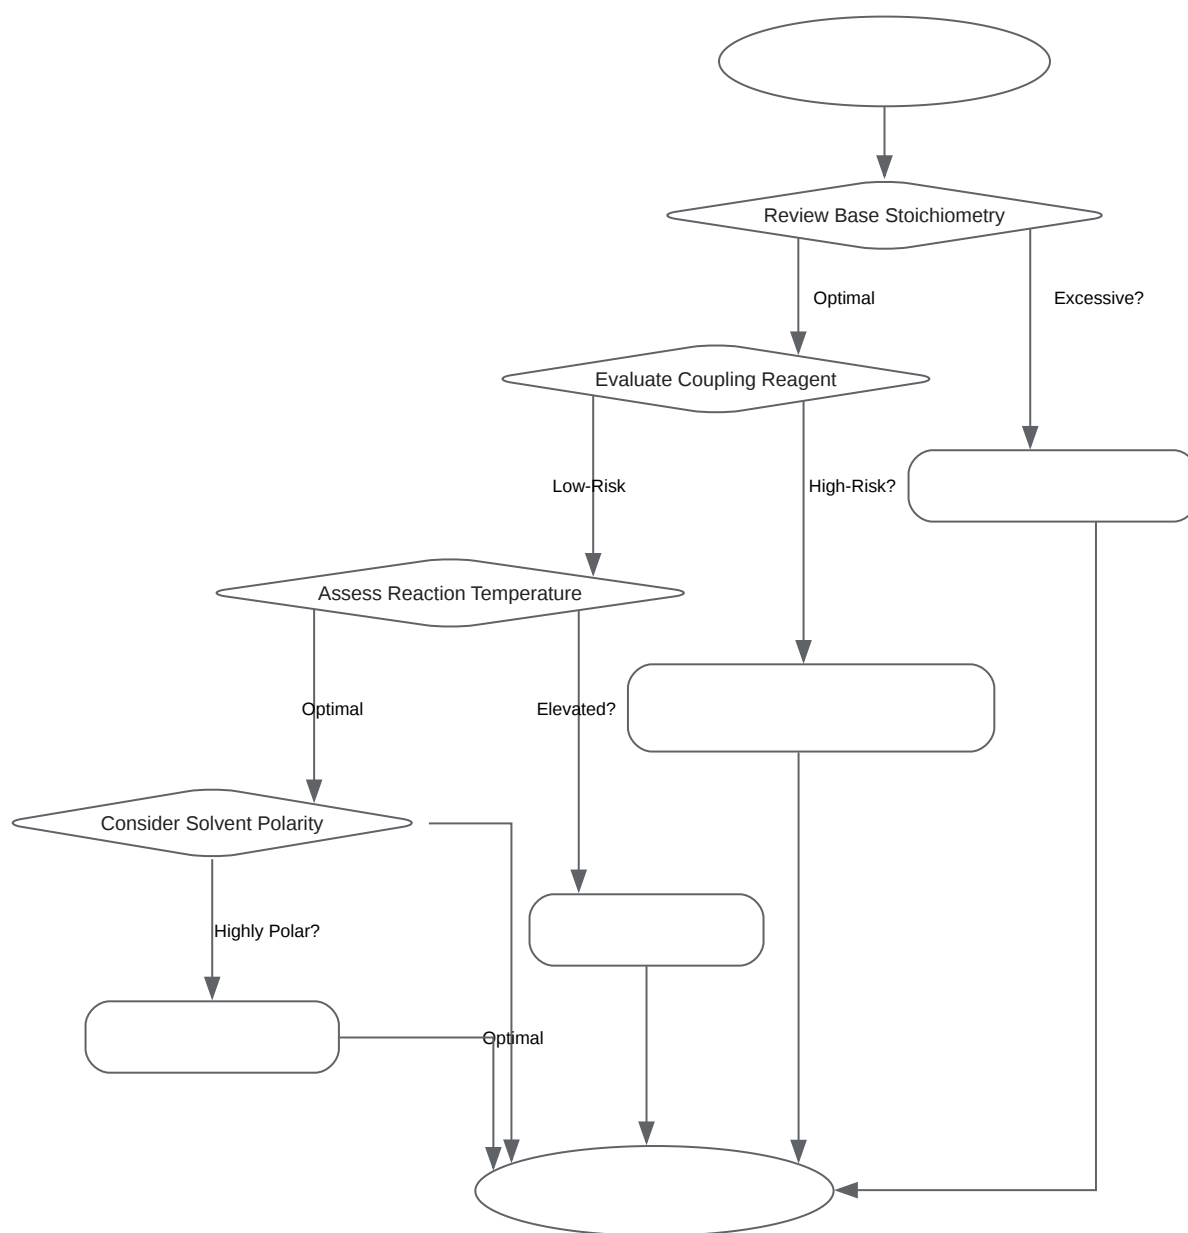 Review Base Stoichiometry
Optimal
Excessive?
Evaluate Coupling Reagent
Low-Risk
High-Risk?
Assess Reaction Temperature
Optimal
Elevated?
Consider Solvent Polarity
Highly Polar?
Optimal